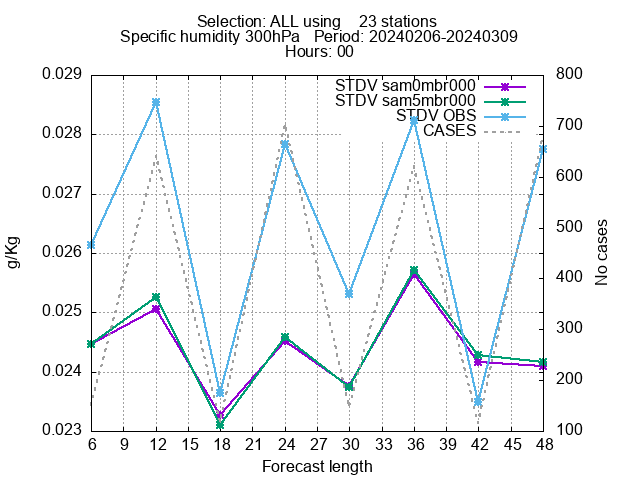 Selection: ALL using    23 stations
Specific humidity 300hPa   Period: 20240206-20240309
Hours: 00
STDV sam0mbr000
STDV sam5mbr000
STDV OBS
CASES
g/Kg
0.029
0.028
0.027
0.026
0.025
0.024
0.023
800
700
600
500
400
300
200
100
No cases
6 9 12 15 18 21 24 27 30 33 36 39 42 45 48
Forecast length